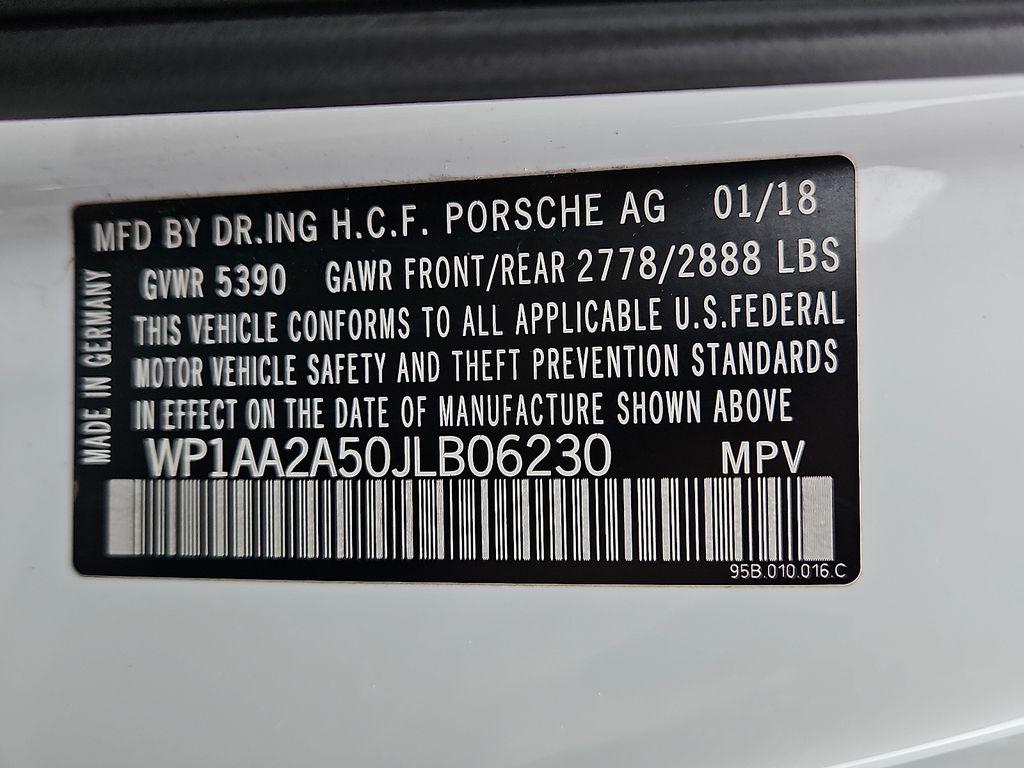 MFD BY DR.ING H.C.F. PORSCHE AG 01/18
GVWR 5390 GAWR FRONT/REAR 2778/2888 LBS
THIS VEHICLE CONFORMS TO ALL APPLICABLE U.S.FEDERAL
MOTOR VEHICLE SAFETY AND THEFT PREVENTION STANDARDS
IN EFFECT ON THE DATE OF MANUFACTURE SHOWN ABOVE
WP1AA2A50JLB06230 MPV
95B.010.016.C
MADE IN GERMANY